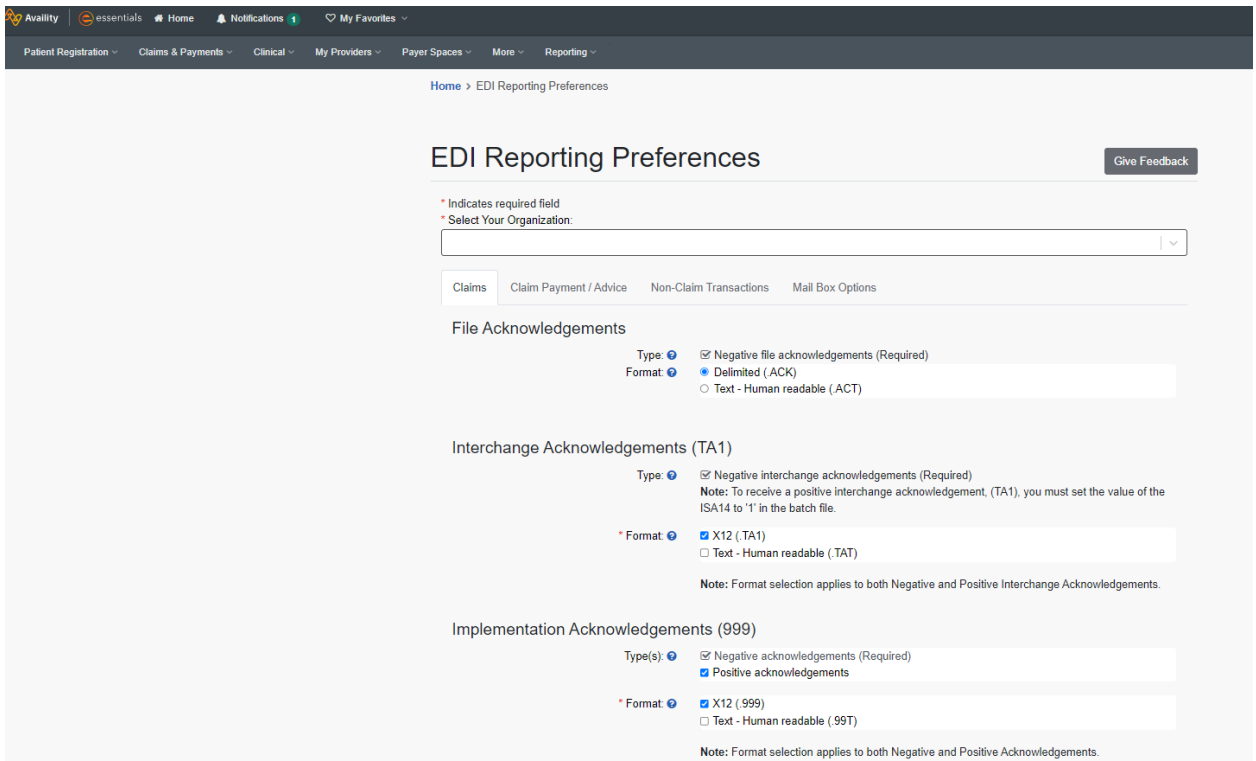 Availity essentials Home Notifications 1 My Favorites
Patient Registration Claims & Payments Clinical My Providers Payer Spaces More Reporting
Home > EDI Reporting Preferences
EDI Reporting Preferences
Give Feedback
* Indicates required field
* Select Your Organization:
Claims Claim Payment / Advice Non-Claim Transactions Mail Box Options
File Acknowledgements
Type: ? Negative file acknowledgements (Required)
Format: ? Delimited (.ACK)
Text - Human readable (.ACT)
Interchange Acknowledgements (TA1)
Type: ? Negative interchange acknowledgements (Required)
Note: To receive a positive interchange acknowledgement, (TA1), you must set the value of the
ISA14 to '1' in the batch file.
* Format: ? X12 (.TA1)
Text - Human readable (.TAT)
Note: Format selection applies to both Negative and Positive Interchange Acknowledgements.
Implementation Acknowledgements (999)
Type(s): ? Negative acknowledgements (Required)
Positive acknowledgements
* Format: ? X12 (.999)
Text - Human readable (.99T)
Note: Format selection applies to both Negative and Positive Acknowledgements.